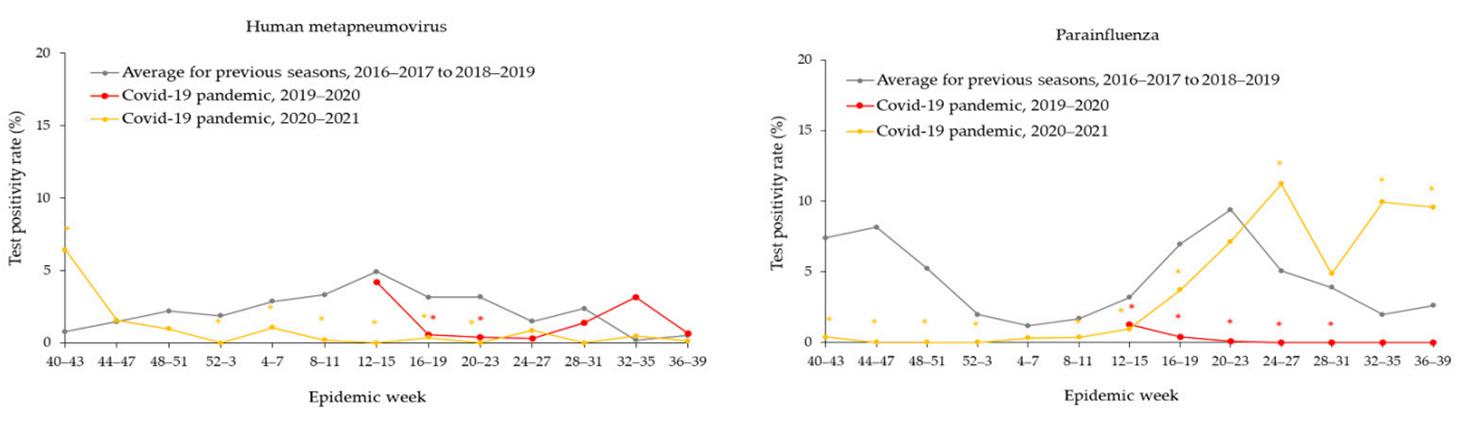 Human metapneumovirus
Test positivity rate (%)
20
15
10
5
0
Average for previous seasons, 2016–2017 to 2018–2019
Covid-19 pandemic, 2019–2020
Covid-19 pandemic, 2020–2021
* * * * * * * * * *
40–43 44–47 48–51 52–3 4–7 8–11 12–15 16–19 20–23 24–27 28–31 32–35 36–39
Epidemic week
Parainfluenza
Test positivity rate (%)
20
15
10
5
0
Average for previous seasons, 2016–2017 to 2018–2019
Covid-19 pandemic, 2019–2020
Covid-19 pandemic, 2020–2021
* * * * * * * * * * * * * * *
40–43 44–47 48–51 52–3 4–7 8–11 12–15 16–19 20–23 24–27 28–31 32–35 36–39
Epidemic week